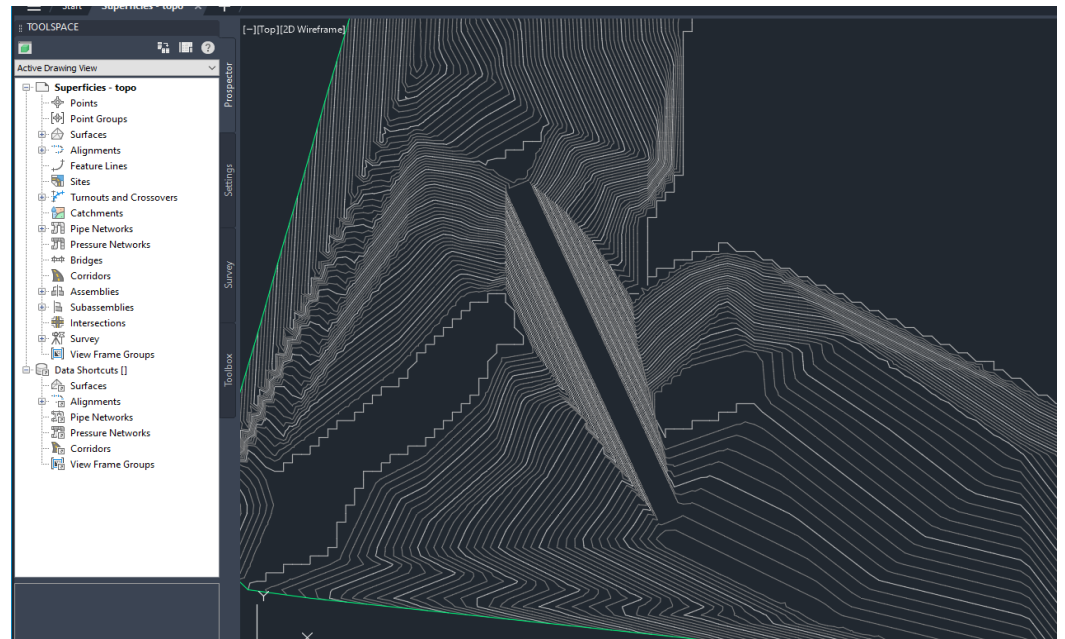 Start
Superficies - topo
TOOLSPACE
[−][Top][2D Wireframe]
Active Drawing View
Superficies - topo
Points
Point Groups
Surfaces
Alignments
Feature Lines
Sites
Turnouts and Crossovers
Catchments
Pipe Networks
Pressure Networks
Bridges
Corridors
Assemblies
Subassemblies
Intersections
Survey
View Frame Groups
Data Shortcuts []
Surfaces
Alignments
Pipe Networks
Pressure Networks
Corridors
View Frame Groups
Prospector
Settings
Survey
Toolbox
Y
X